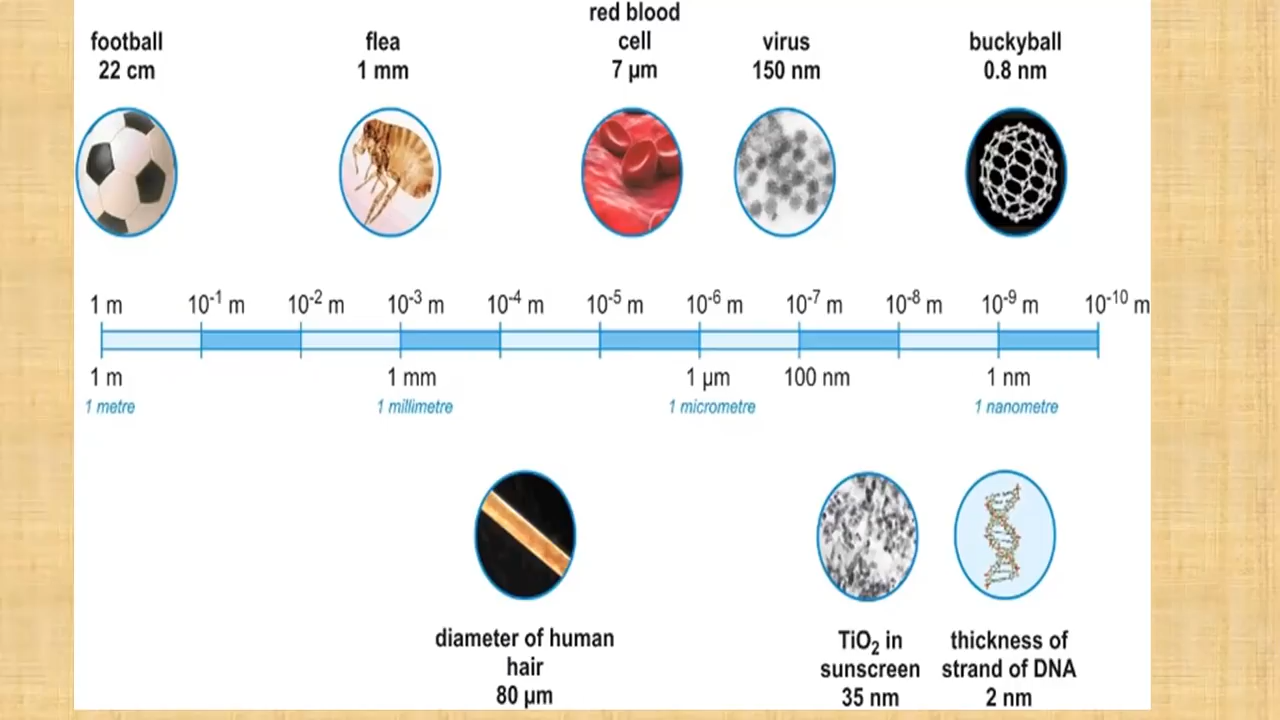 football
22 cm
flea
1 mm
red blood
cell
7 µm
virus
150 nm
buckyball
0.8 nm
1 m
10⁻¹ m
10⁻² m
10⁻³ m
10⁻⁴ m
10⁻⁵ m
10⁻⁶ m
10⁻⁷ m
10⁻⁸ m
10⁻⁹ m
10⁻¹⁰ m
1 m
1 metre
1 mm
1 millimetre
1 µm
1 micrometre
100 nm
1 nm
1 nanometre
diameter of human
hair
80 µm
TiO₂ in
sunscreen
35 nm
thickness of
strand of DNA
2 nm